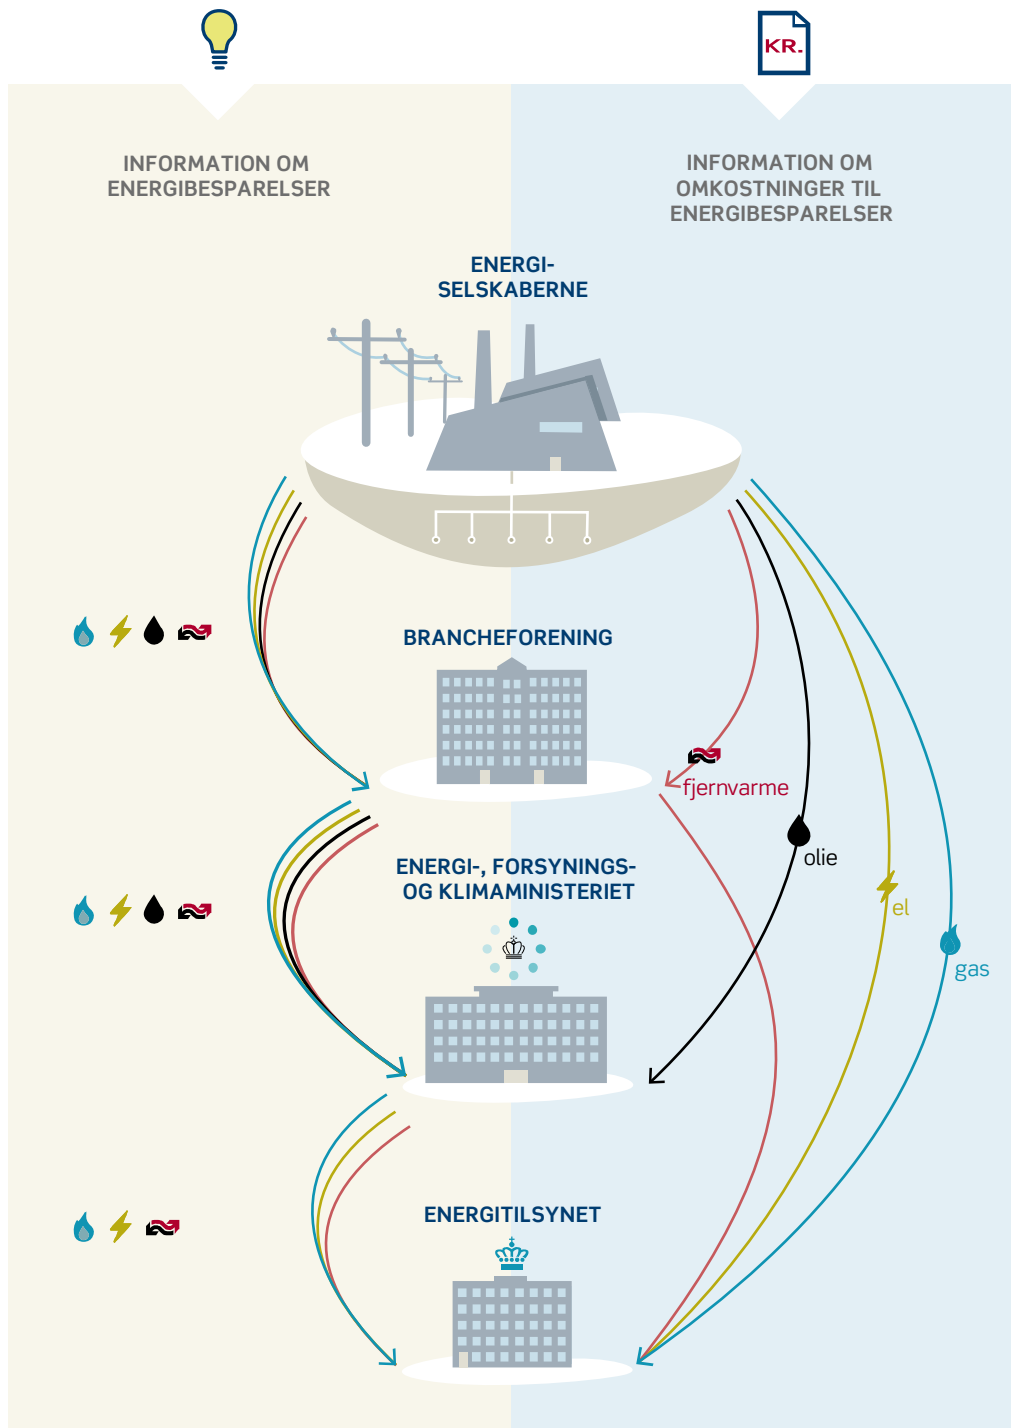 KR.
INFORMATION OM
ENERGIBESPARELSER
INFORMATION OM
OMKOSTNINGER TIL
ENERGIBESPARELSER
ENERGI-
SELSKABERNE
BRANCHEFORENING
fjernvarme
olie
ENERGI-, FORSYNINGS-
OG KLIMAMINISTERIET
el
gas
ENERGITILSYNET